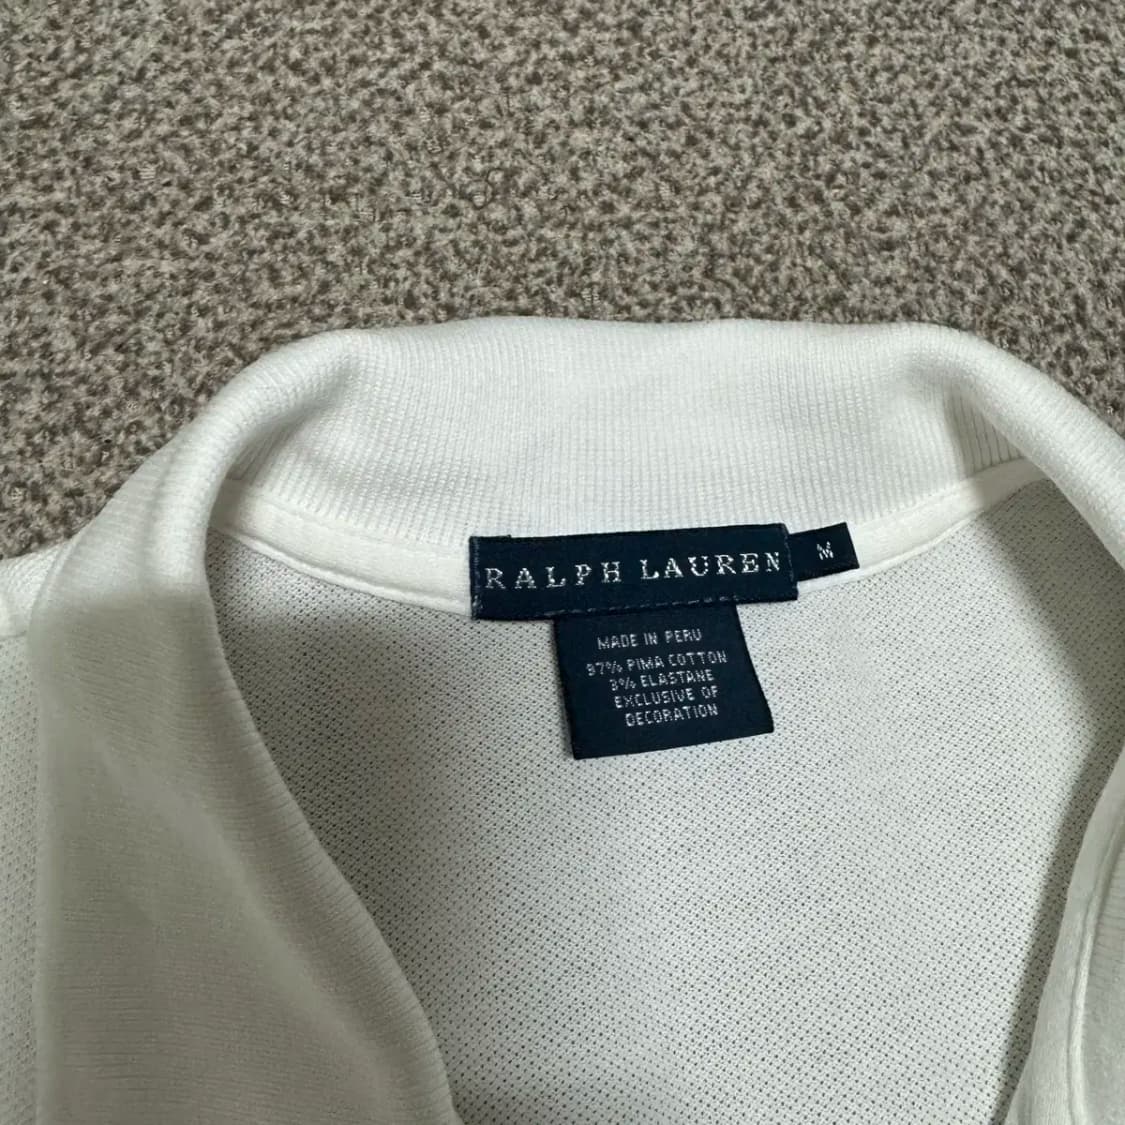 RALPH LAUREN
M
MADE IN PERU
97% PIMA COTTON
3% ELASTANE
EXCLUSIVE OF
DECORATION